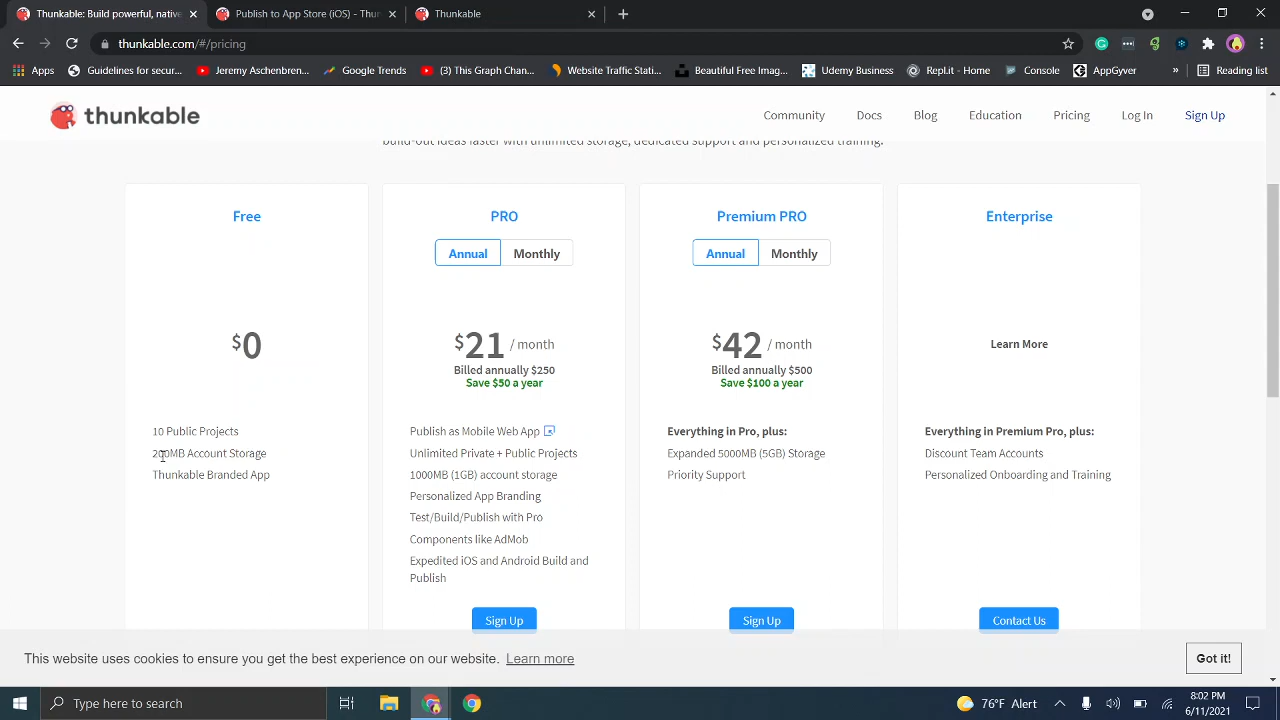 Thunkable: Build powerful, native
Publish to App Store (iOS) - Thun
Thunkable
thunkable.com/#/pricing
Apps
Guidelines for secur...
Jeremy Aschenbren...
Google Trends
(3) This Graph Chan...
Website Traffic Stati...
Beautiful Free Imag...
Udemy Business
Repl.it - Home
Console
AppGyver
»
Reading list
thunkable
Community
Docs
Blog
Education
Pricing
Log In
Sign Up
build-out ideas faster with unlimited storage, dedicated support and personalized training.
Free
$0
10 Public Projects
200MB Account Storage
Thunkable Branded App
PRO
Annual
Monthly
$21 / month
Billed annually $250
Save $50 a year
Publish as Mobile Web App
Unlimited Private + Public Projects
1000MB (1GB) account storage
Personalized App Branding
Test/Build/Publish with Pro
Components like AdMob
Expedited iOS and Android Build and
Publish
Sign Up
Premium PRO
Annual
Monthly
$42 / month
Billed annually $500
Save $100 a year
Everything in Pro, plus:
Expanded 5000MB (5GB) Storage
Priority Support
Sign Up
Enterprise
Learn More
Everything in Premium Pro, plus:
Discount Team Accounts
Personalized Onboarding and Training
Contact Us
This website uses cookies to ensure you get the best experience on our website. Learn more
Got it!
Type here to search
76°F Alert
8:02 PM
6/11/2021